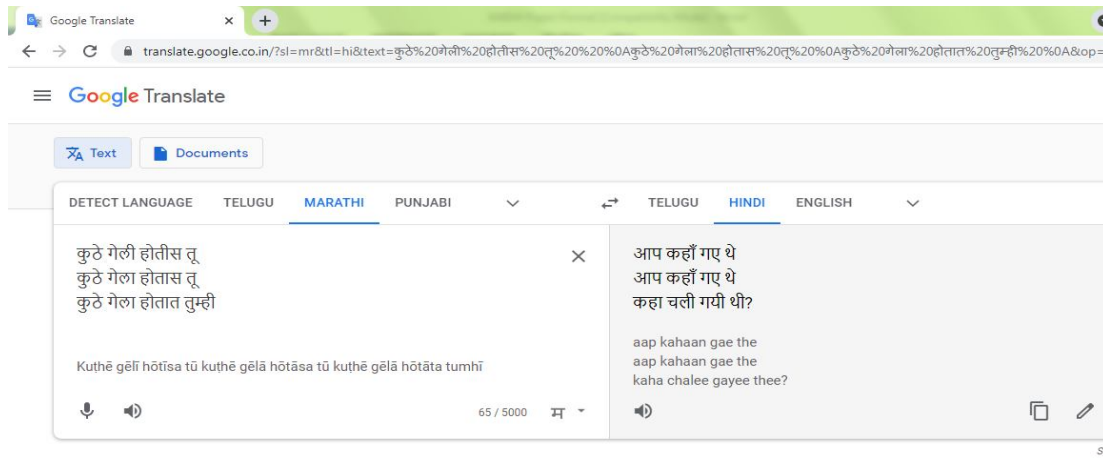 Google Translate × +
translate.google.co.in/?sl=mr&tl=hi&text=कुठे%20गेली%20होतीस%20तू%20%20%0Aकुठे%20गेला%20होतास%20तू%20%0Aकुठे%20गेला%20होतात%20तुम्ही%20%0A&op=
Google Translate
Text Documents
DETECT LANGUAGE TELUGU MARATHI PUNJABI TELUGU HINDI ENGLISH
कुठे गेली होतीस तू
कुठे गेला होतास तू
कुठे गेला होतात तुम्ही
Kuṭhē gēlī hōtīsa tū kuṭhē gēlā hōtāsa tū kuṭhē gēlā hōtāta tumhī
65 / 5000 म
आप कहाँ गए थे
आप कहाँ गए थे
कहा चली गयी थी?
aap kahaan gae the
aap kahaan gae the
kaha chalee gayee thee?